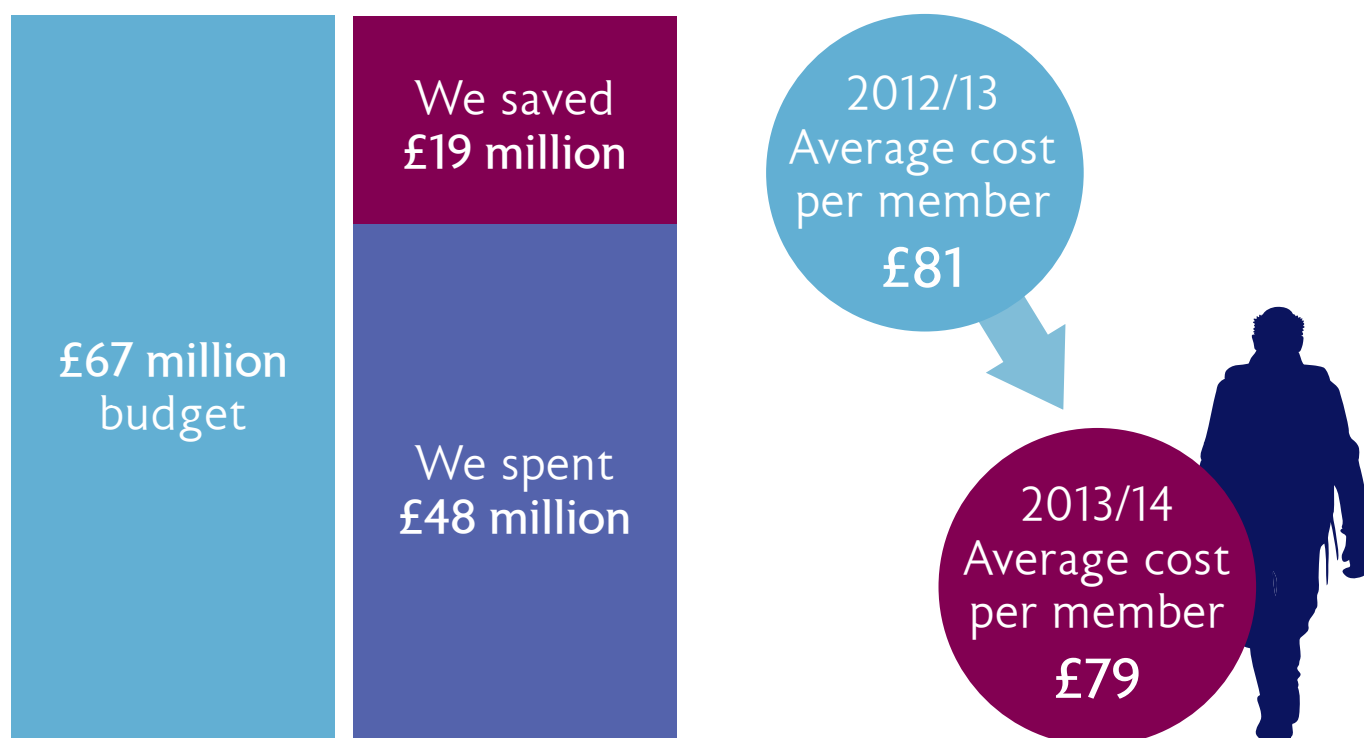 £67 million
budget
We saved
£19 million
We spent
£48 million
2012/13
Average cost
per member
£81
2013/14
Average cost
per member
£79